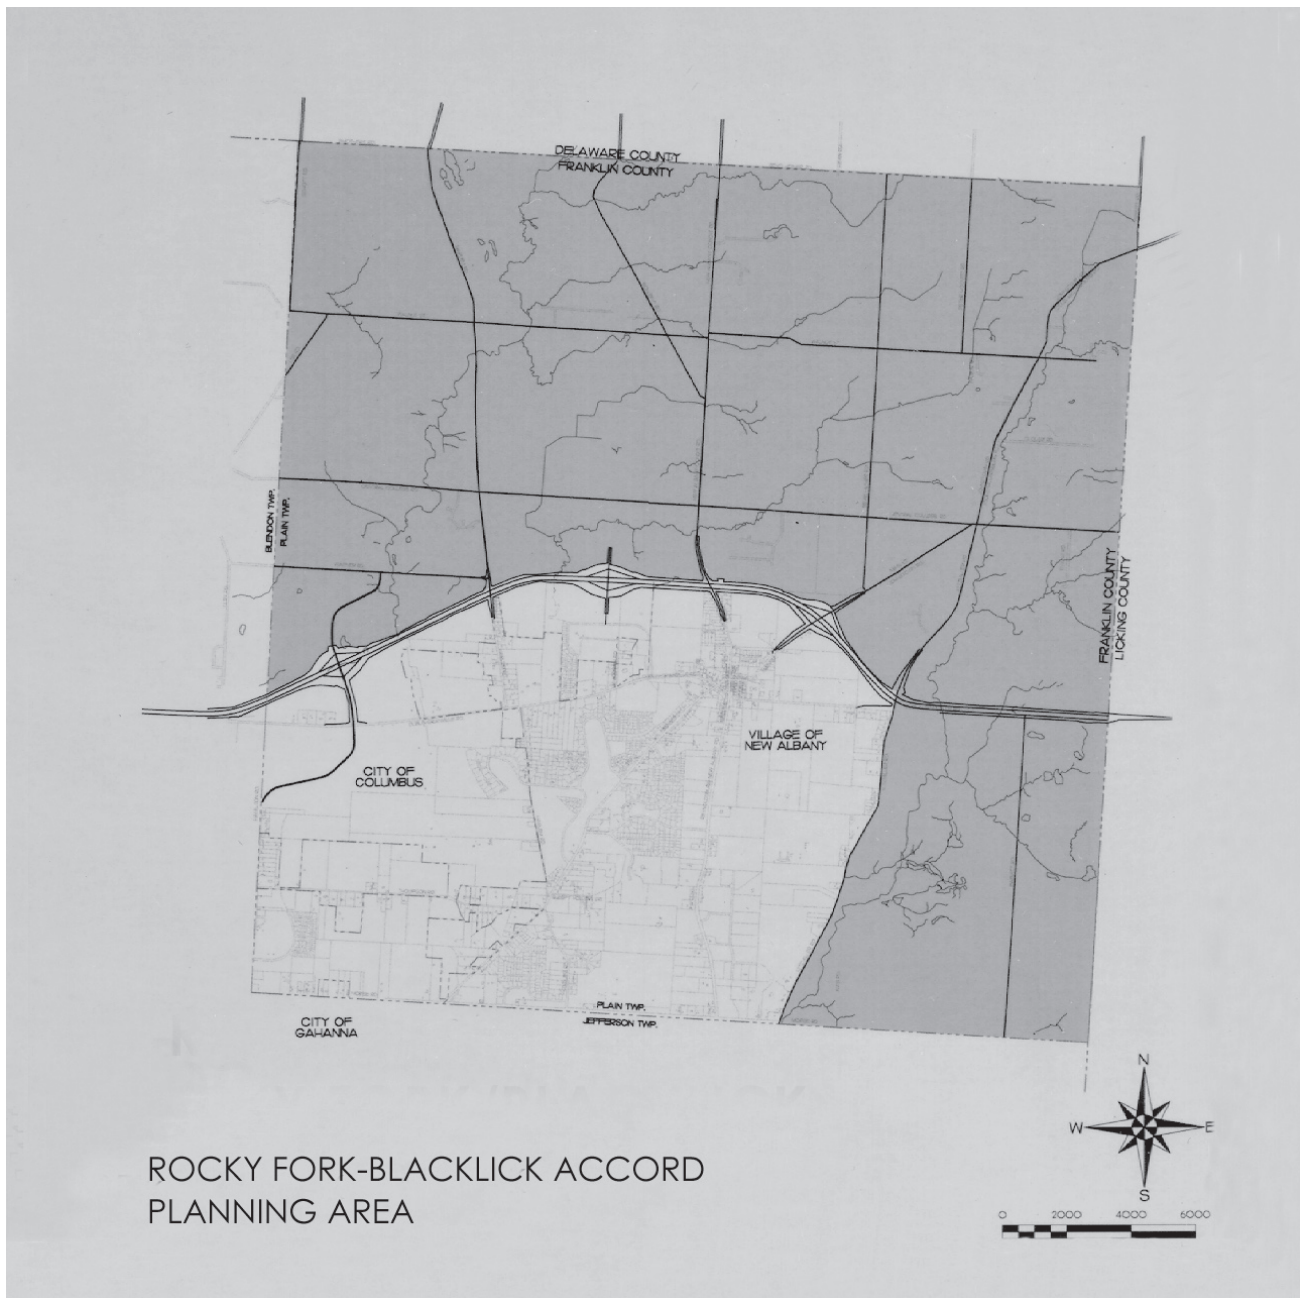 DELAWARE COUNTY
FRANKLIN COUNTY
BLENDON TWP.
PLAIN TWP.
FRANKLIN COUNTY
LICKING COUNTY
VILLAGE OF
NEW ALBANY
CITY OF
COLUMBUS
PLAIN TWP.
JEFFERSON TWP.
CITY OF
GAHANNA
N
W
E
S
ROCKY FORK-BLACKLICK ACCORD
PLANNING AREA
0 2000 4000 6000